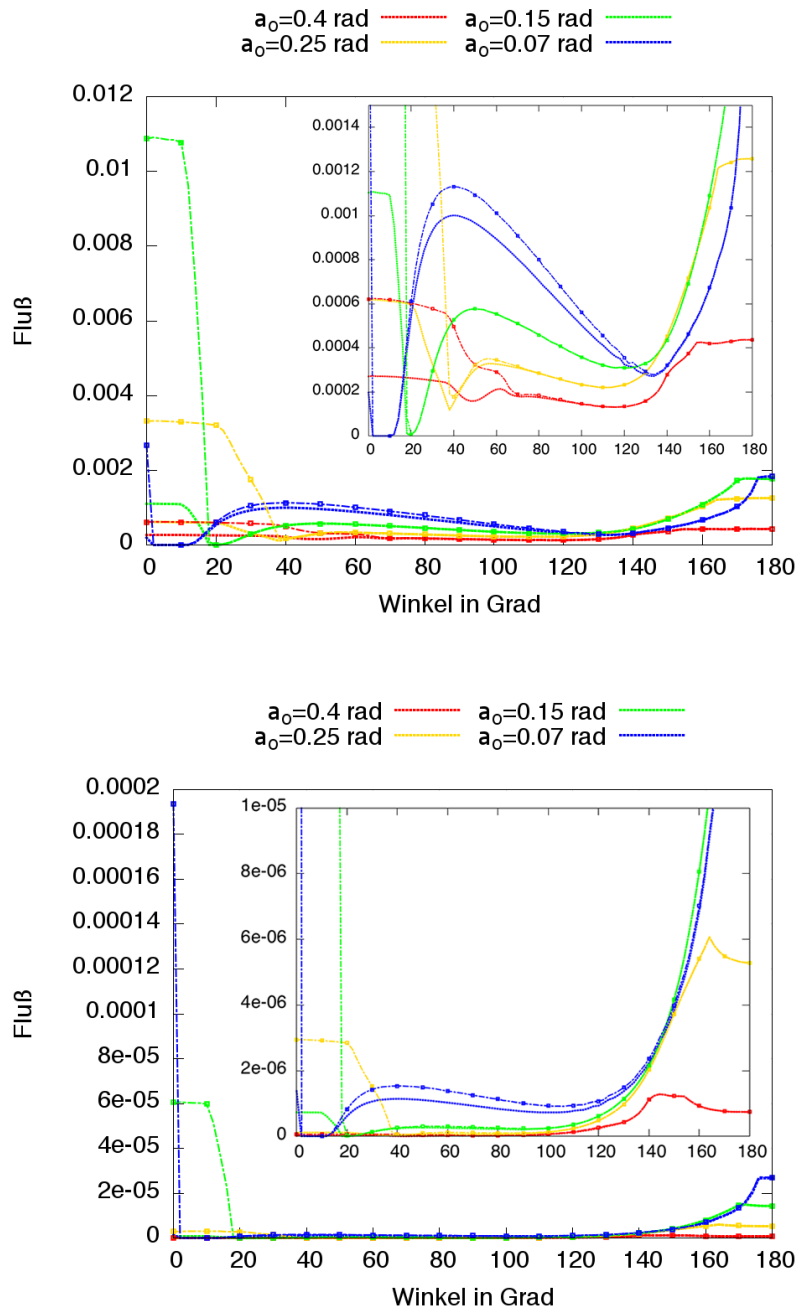 ao=0.4 rad ao=0.15 rad
ao=0.25 rad ao=0.07 rad
0.012
0.01
0.008
0.006
0.004
0.002
0
Fluß
0.0014
0.0012
0.001
0.0008
0.0006
0.0004
0.0002
0
0 20 40 60 80 100 120 140 160 180
0 20 40 60 80 100 120 140 160 180
Winkel in Grad
ao=0.4 rad ao=0.15 rad
ao=0.25 rad ao=0.07 rad
0.0002
0.00018
0.00016
0.00014
0.00012
0.0001
8e-05
6e-05
4e-05
2e-05
0
Fluß
1e-05
8e-06
6e-06
4e-06
2e-06
0
0 20 40 60 80 100 120 140 160 180
0 20 40 60 80 100 120 140 160 180
Winkel in Grad